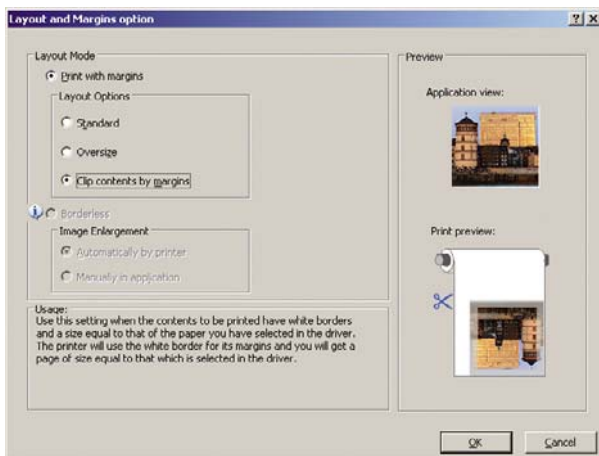 Layout and Margins option
Layout Mode
Print with margins
Layout Options
Standard
Oversize
Clip contents by margins
Borderless
Image Enlargement
Automatically by printer
Manually in application
Usage:
Use this setting when the contents to be printed have white borders
and a size equal to that of the paper you have selected in the driver.
The printer will use the white border for its margins and you will get a
page of size equal to that which is selected in the driver.
Preview
Application view:
Print preview:
OK
Cancel